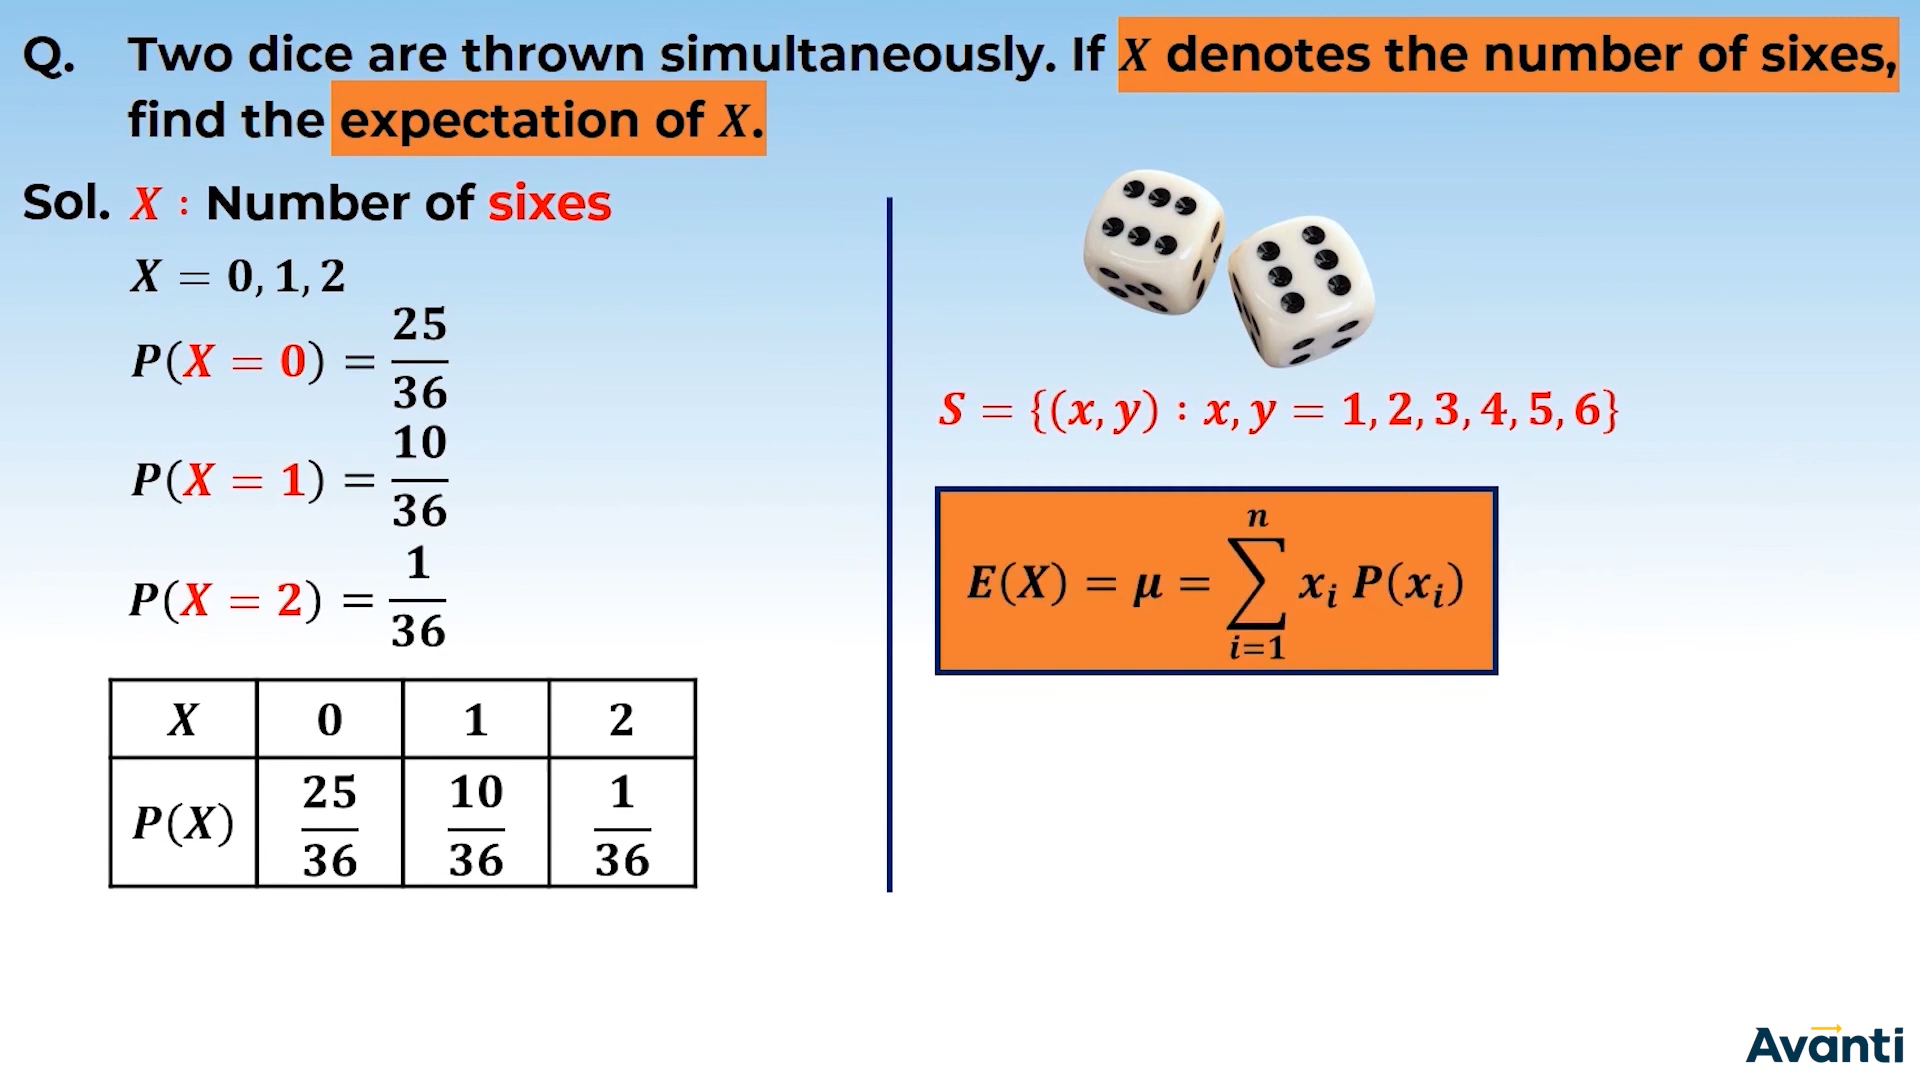 Q. Two dice are thrown simultaneously. If X denotes the number of sixes,
find the expectation of X.
Sol. X : Number of sixes
X = 0, 1, 2
P(X = 0) = 25/36
P(X = 1) = 10/36
P(X = 2) = 1/36
X 0 1 2
P(X) 25/36 10/36 1/36
S = {(x, y) : x, y = 1, 2, 3, 4, 5, 6}
E(X) = μ = ∑_{i=1}^{n} x_i P(x_i)
Avanti